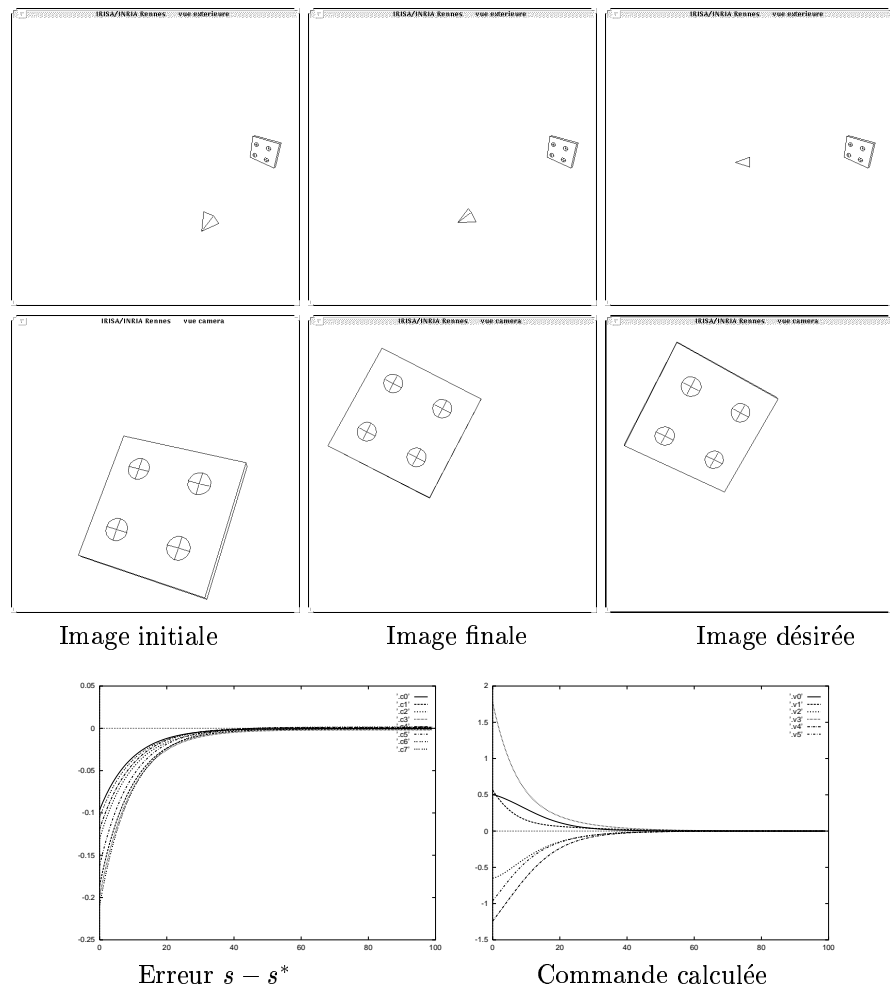 IRISA/INRIA Rennes vue exterieure
IRISA/INRIA Rennes vue exterieure
IRISA/INRIA Rennes vue exterieure
IRISA/INRIA Rennes vue camera
IRISA/INRIA Rennes vue camera
IRISA/INRIA Rennes vue camera
Image initiale
Image finale
Image désirée
0.05
0
-0.05
-0.1
-0.15
-0.2
-0.25
0 20 40 60 80 100
'.c0'
'.c1'
'.c2'
'.c3'
'.c4'
'.c5'
'.c6'
'.c7'
Erreur s − s*
2
1.5
1
0.5
0
-0.5
-1
-1.5
0 20 40 60 80 100
'.v0'
'.v1'
'.v2'
'.v3'
'.v4'
'.v5'
Commande calculée